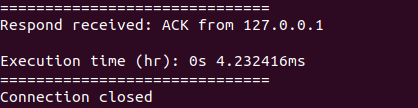 ==============================
Respond received: ACK from 127.0.0.1

Execution time (hr): 0s 4.232416ms
==============================
Connection closed